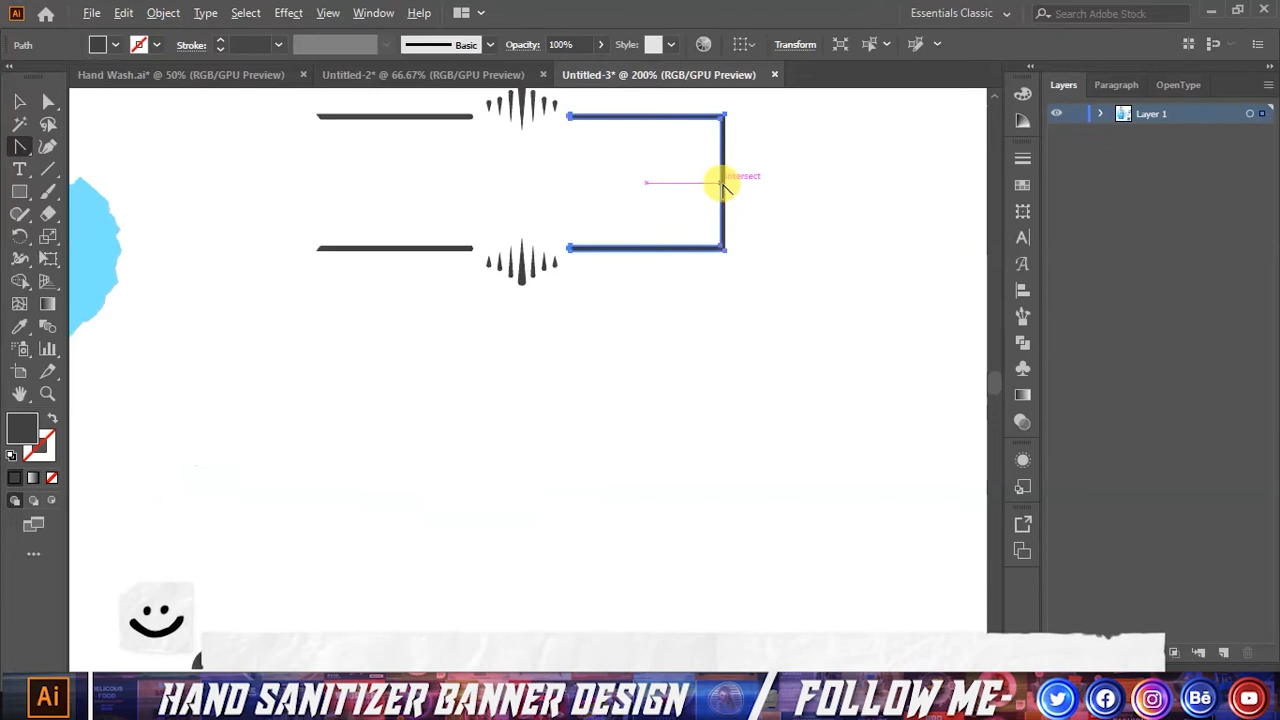 Ai File Edit Object Type Select Effect View Window Help Essentials Classic Search Adobe Stock
Path Stroke: Basic Opacity: 100% Style: Transform
Hand Wash.ai* @ 50% (RGB/GPU Preview) Untitled-2* @ 66.67% (RGB/GPU Preview) Untitled-3* @ 200% (RGB/GPU Preview) Layers Paragraph OpenType
Layer 1
intersect
Ai HAND SANITIZER BANNER DESIGN / FOLLOW ME-